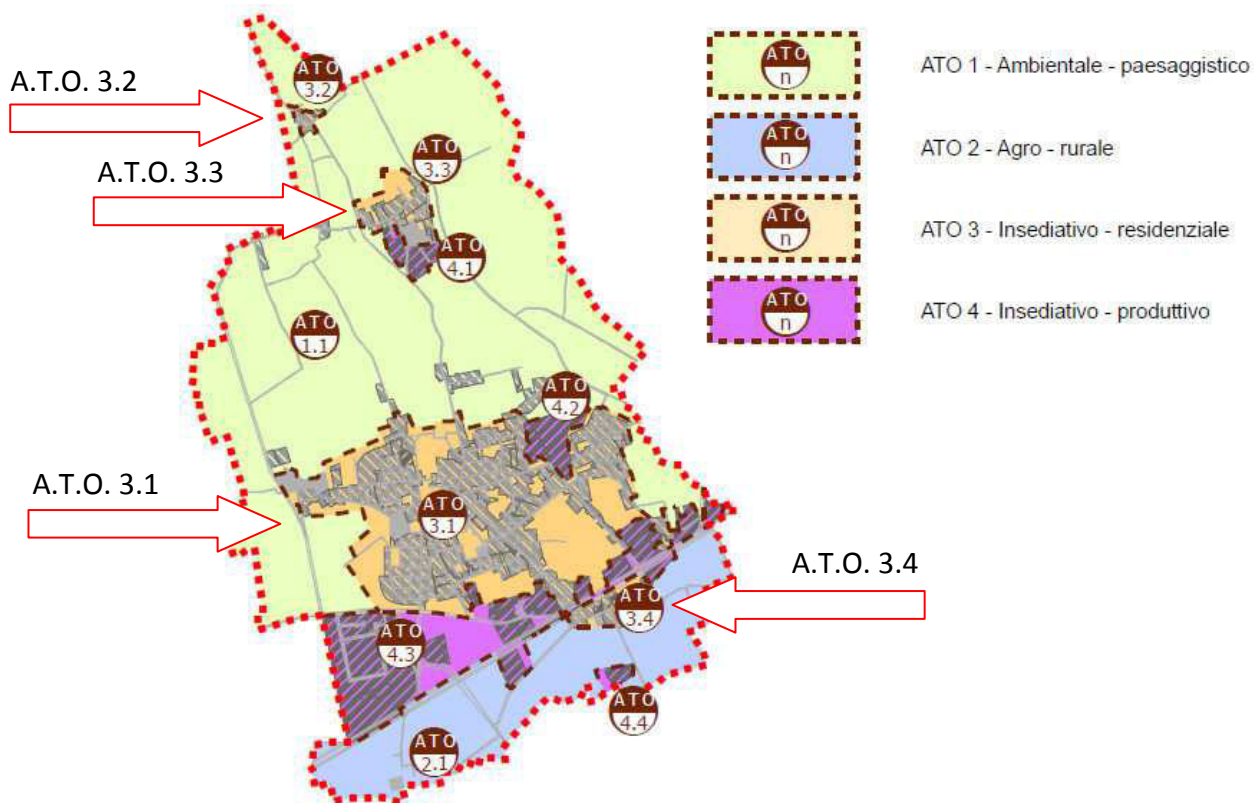 A.T.O. 3.2
A.T.O. 3.3
A.T.O. 3.1
A.T.O. 3.4
ATO
3.2
ATO
3.3
ATO
4.1
ATO
1.1
ATO
4.2
ATO
3.1
ATO
3.4
ATO
4.3
ATO
4.4
ATO
2.1
ATO
n
ATO 1 - Ambientale - paesaggistico
ATO
n
ATO 2 - Agro - rurale
ATO
n
ATO 3 - Insediativo - residenziale
ATO
n
ATO 4 - Insediativo - produttivo